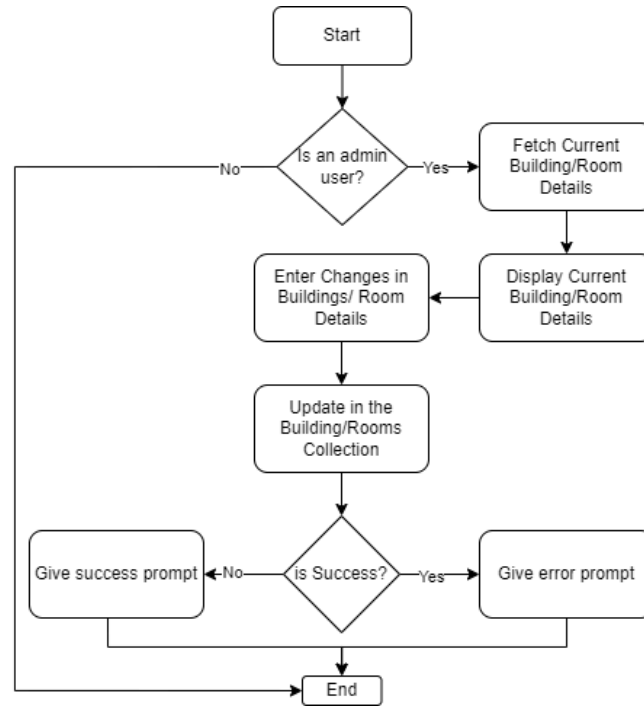 Start
Is an admin
user?
No
Yes
Fetch Current
Building/Room
Details
Display Current
Building/Room
Details
Enter Changes in
Buildings/ Room
Details
Update in the
Building/Rooms
Collection
is Success?
No
Yes
Give success prompt
Give error prompt
End